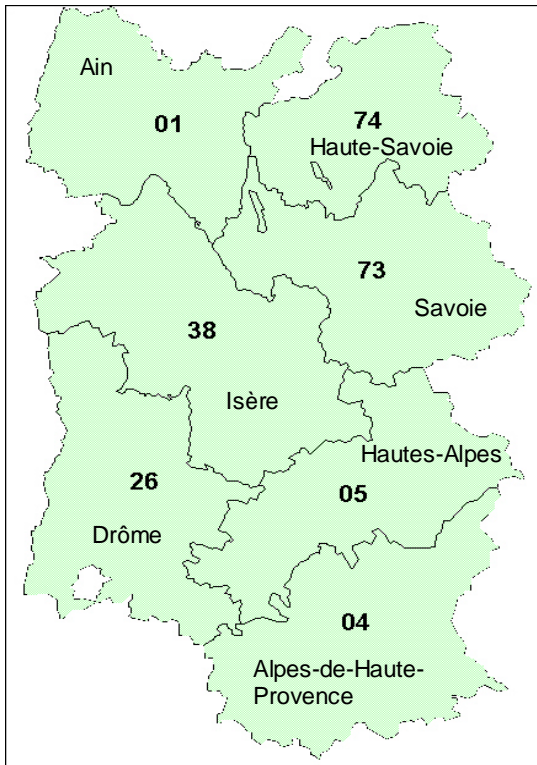 Ain
01
74
Haute-Savoie
73
Savoie
38
Isère
Hautes-Alpes
05
26
Drôme
04
Alpes-de-Haute-
Provence